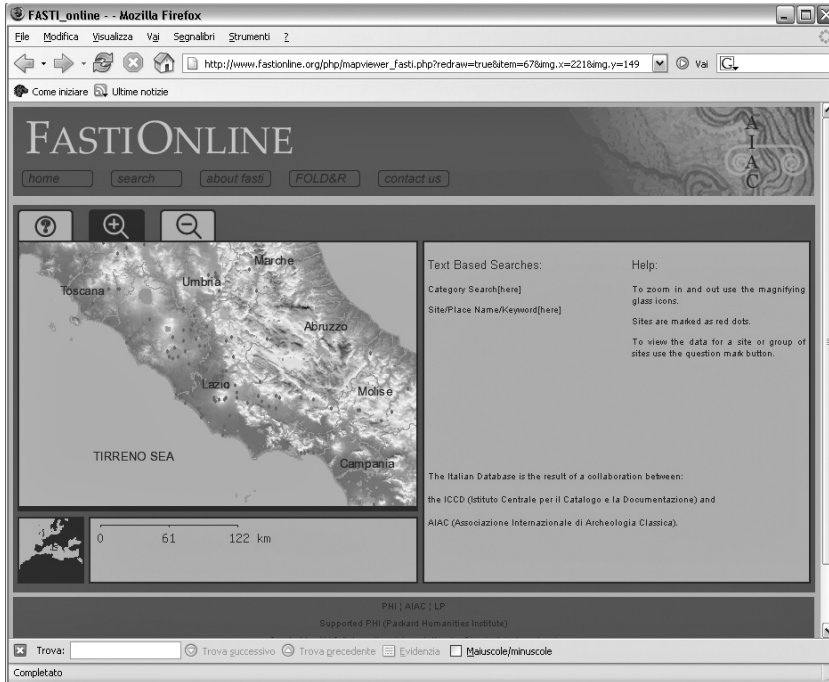 FASTI_online - - Mozilla Firefox
File Modifica Visualizza Vai Segnalibri Strumenti ?
http://www.fastionline.org/php/mapviewer_fasti.php?redraw=true&item=67&img.x=221&img.y=149 Vai G
Come iniziare Ultime notizie
FASTIONLINE
AIAC
home search about fasti FOLD&R contact us
Marche
Toscana
Umbria
Abruzzo
Lazio
Molise
TIRRENO SEA
Campania
0 61 122 km
Text Based Searches:
Category Search[here]
Site/Place Name/Keyword[here]
Help:
To zoom in and out use the magnifying
glass icons.
Sites are marked as red dots.
To view the data for a site or group of
sites use the question mark button.
The Italian Database is the result of a collaboration between:
the ICCD (Istituto Centrale per il Catalogo e la Documentazione) and
AIAC (Associazione Internazionale di Archeologia Classica).
PHI ¦ AIAC ¦ LP
Supported PHI (Packard Humanities Institute)
Trova: Trova successivo Trova precedente Evidenzia Maiuscole/minuscole
Completato